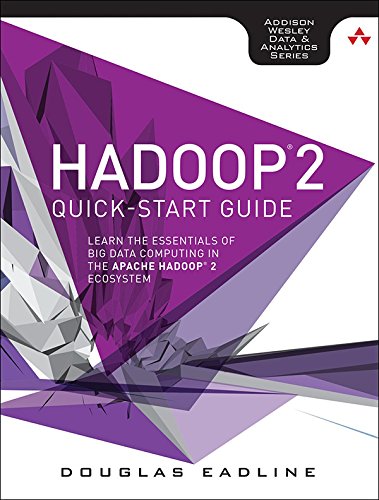 ADDISON
WESLEY
DATA &
ANALYTICS
SERIES
HADOOP® 2
QUICK-START GUIDE
LEARN THE ESSENTIALS OF
BIG DATA COMPUTING IN
THE APACHE HADOOP® 2
ECOSYSTEM
DOUGLAS EADLINE